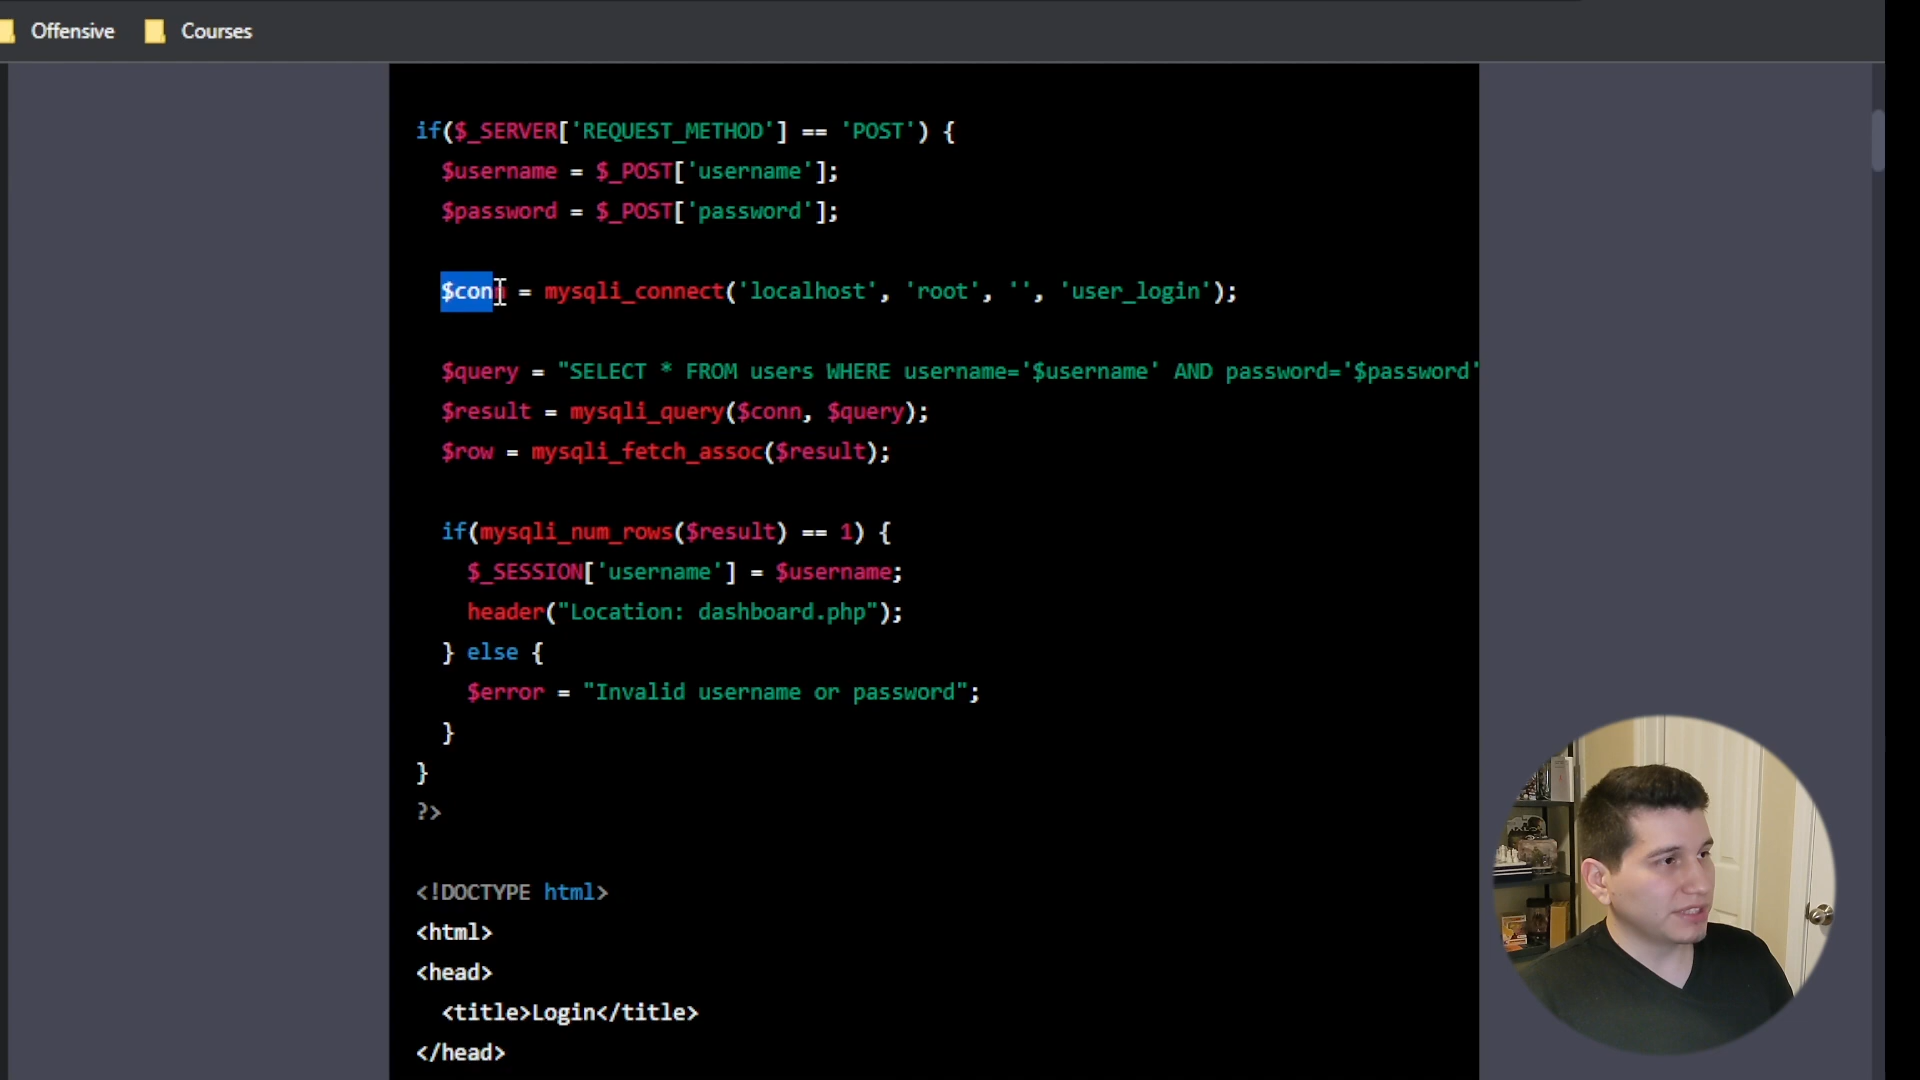 Offensive Courses
if($_SERVER['REQUEST_METHOD'] == 'POST') {
$username = $_POST['username'];
$password = $_POST['password'];
$conn = mysqli_connect('localhost', 'root', '', 'user_login');
$query = "SELECT * FROM users WHERE username='$username' AND password='$password'
$result = mysqli_query($conn, $query);
$row = mysqli_fetch_assoc($result);
if(mysqli_num_rows($result) == 1) {
$_SESSION['username'] = $username;
header("Location: dashboard.php");
} else {
$error = "Invalid username or password";
}
}
?>
<!DOCTYPE html>
<html>
<head>
<title>Login</title>
</head>